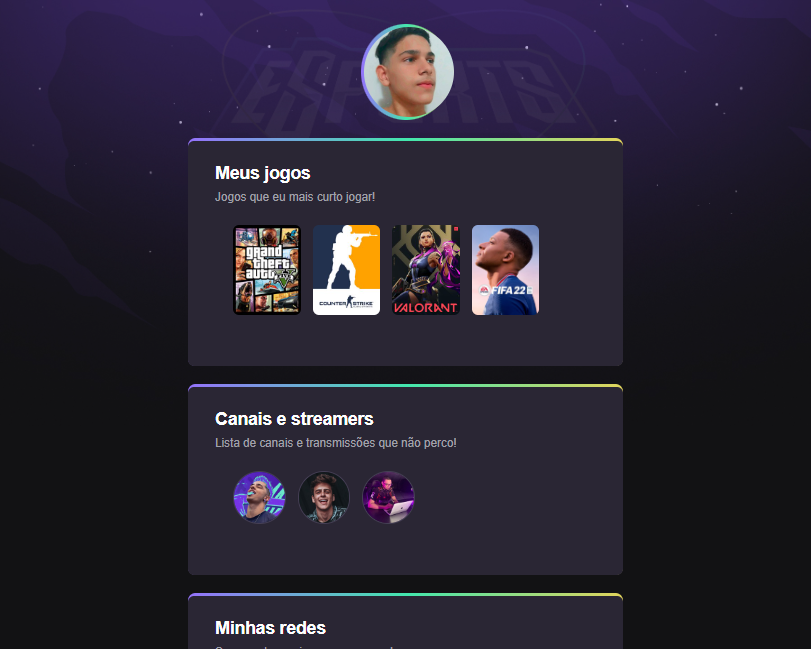 ESPORTS
Meus jogos
Jogos que eu mais curto jogar!
grand
theft
auto
V
COUNTER STRIKE
VALORANT
FIFA 22
Canais e streamers
Lista de canais e transmissões que não perco!
Minhas redes